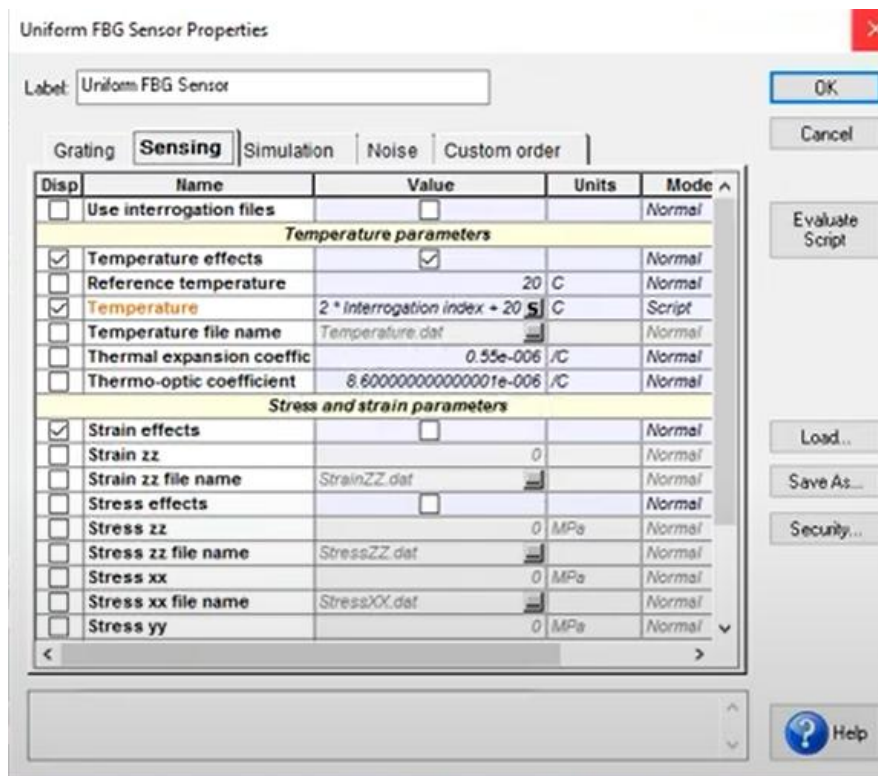 Uniform FBG Sensor Properties
Label: Uniform FBG Sensor
OK
Cancel
Evaluate Script
Load...
Save As...
Security...
Help
Grating Sensing Simulation Noise Custom order
Disp Name Value Units Mode
Use interrogation files Normal
Temperature parameters
Temperature effects Normal
Reference temperature 20 C Normal
Temperature 2 * Interrogation index + 20 S C Script
Temperature file name Temperature.dat ... Normal
Thermal expansion coeffic 0.55e-006 /C Normal
Thermo-optic coefficient 8.600000000000001e-006 /C Normal
Stress and strain parameters
Strain effects Normal
Strain zz 0 Normal
Strain zz file name StrainZZ.dat ... Normal
Stress effects Normal
Stress zz 0 MPa Normal
Stress zz file name StressZZ.dat ... Normal
Stress xx 0 MPa Normal
Stress xx file name StressXX.dat ... Normal
Stress yy 0 MPa Normal